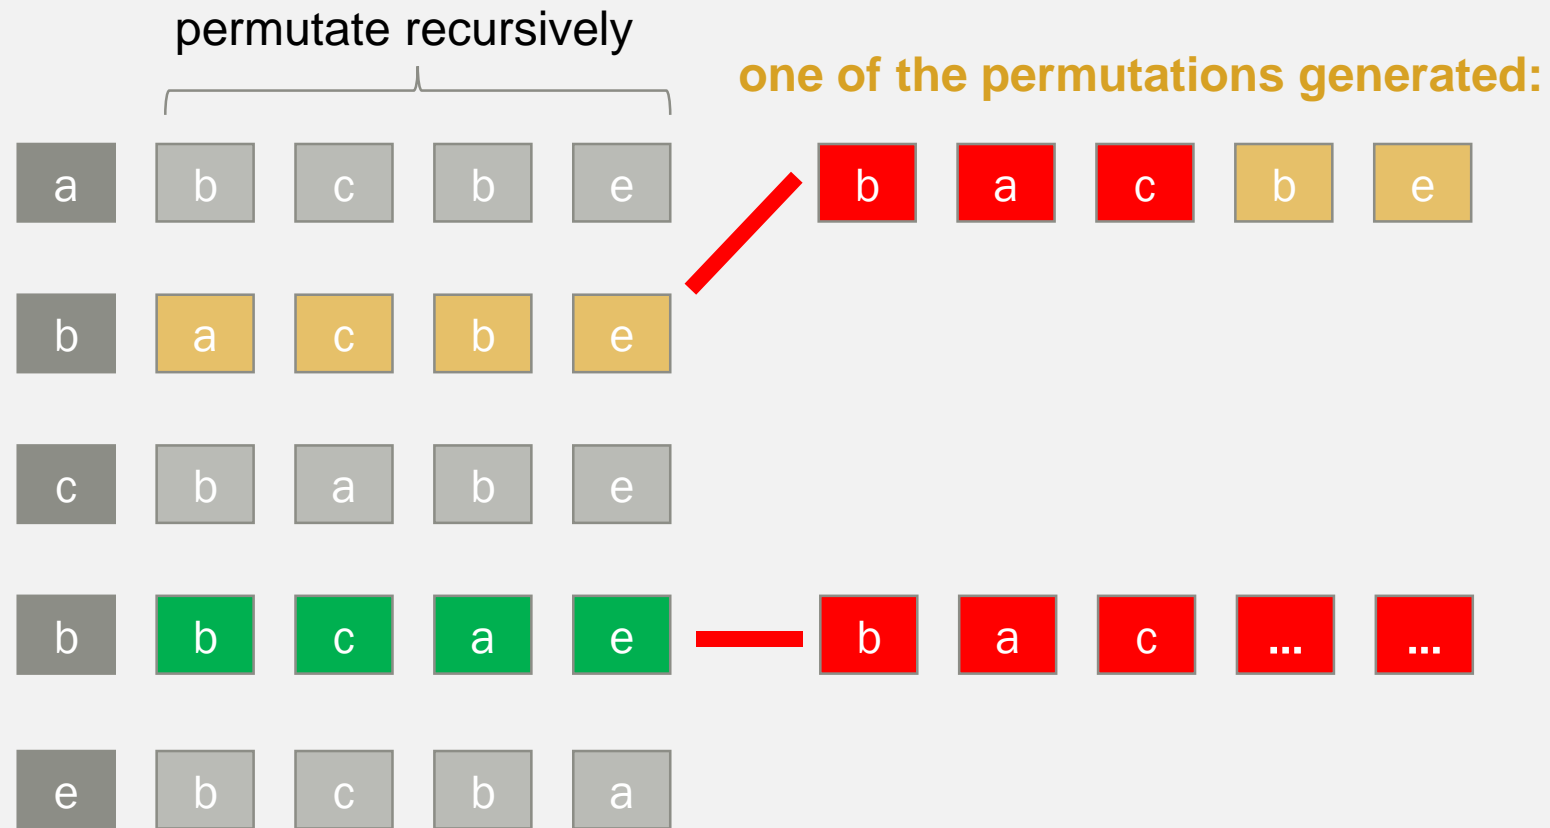 permutate recursively
one of the permutations generated:
a b c b e
b a c b e
b a c b e
c b a b e
b b c a e
b a c ... ...
e b c b a